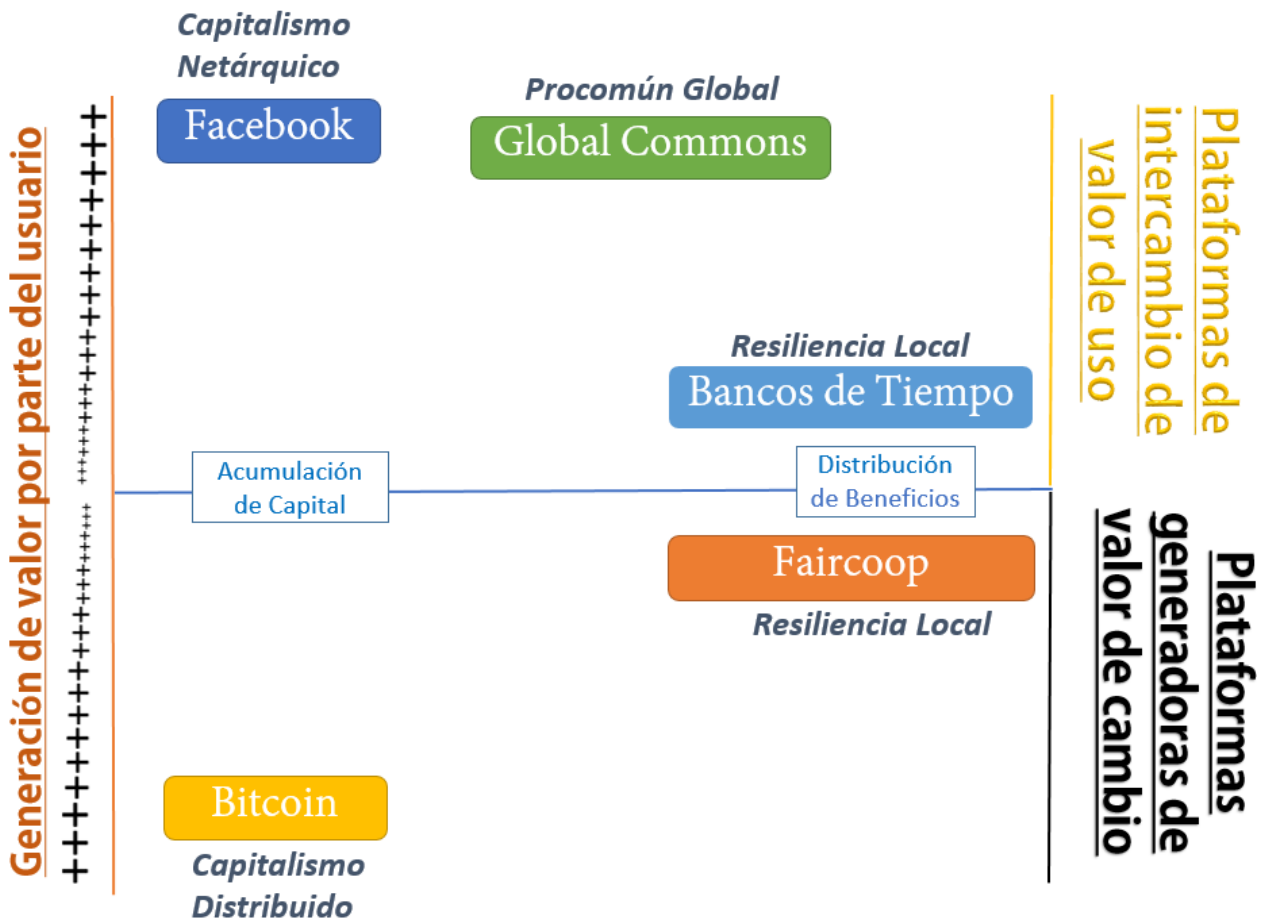 Capitalismo
Netárquico
Facebook
Procomún Global
Global Commons
Generación de valor por parte del usuario
Plataformas de
intercambio de
valor de uso
Resiliencia Local
Bancos de Tiempo
Acumulación
de Capital
Distribución
de Beneficios
Faircoop
Resiliencia Local
Plataformas
generadoras de
valor de cambio
Bitcoin
Capitalismo
Distribuido